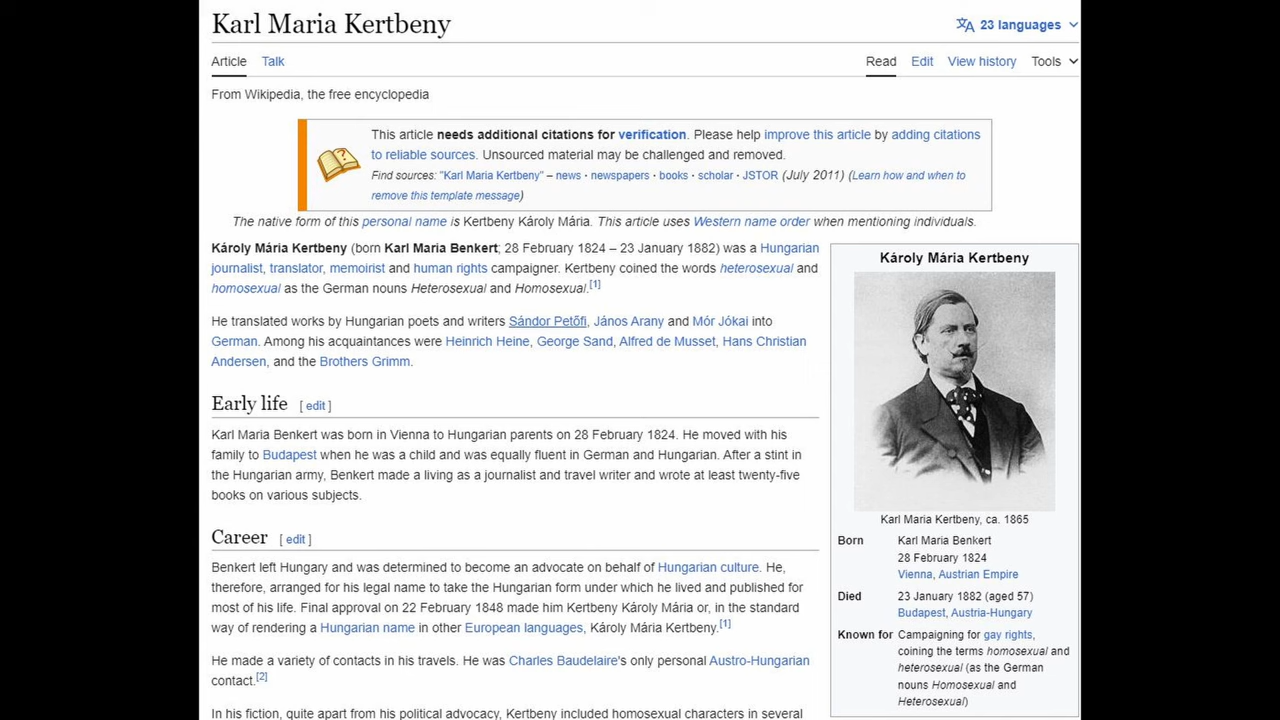 Karl Maria Kertbeny
23 languages
Article Talk
Read Edit View history Tools
From Wikipedia, the free encyclopedia
This article needs additional citations for verification. Please help improve this article by adding citations
to reliable sources. Unsourced material may be challenged and removed.
Find sources: "Karl Maria Kertbeny" – news · newspapers · books · scholar · JSTOR (July 2011) (Learn how and when to
remove this template message)
The native form of this personal name is Kertbeny Károly Mária. This article uses Western name order when mentioning individuals.
Károly Mária Kertbeny (born Karl Maria Benkert; 28 February 1824 – 23 January 1882) was a Hungarian
journalist, translator, memoirist and human rights campaigner. Kertbeny coined the words heterosexual and
homosexual as the German nouns Heterosexual and Homosexual.[1]
He translated works by Hungarian poets and writers Sándor Petőfi, János Arany and Mór Jókai into
German. Among his acquaintances were Heinrich Heine, George Sand, Alfred de Musset, Hans Christian
Andersen, and the Brothers Grimm.
Early life [ edit ]
Karl Maria Benkert was born in Vienna to Hungarian parents on 28 February 1824. He moved with his
family to Budapest when he was a child and was equally fluent in German and Hungarian. After a stint in
the Hungarian army, Benkert made a living as a journalist and travel writer and wrote at least twenty-five
books on various subjects.
Career [ edit ]
Benkert left Hungary and was determined to become an advocate on behalf of Hungarian culture. He,
therefore, arranged for his legal name to take the Hungarian form under which he lived and published for
most of his life. Final approval on 22 February 1848 made him Kertbeny Károly Mária or, in the standard
way of rendering a Hungarian name in other European languages, Károly Mária Kertbeny.[1]
He made a variety of contacts in his travels. He was Charles Baudelaire's only personal Austro-Hungarian
contact.[2]
In his fiction, quite apart from his political advocacy, Kertbeny included homosexual characters in several
Károly Mária Kertbeny
Karl Maria Kertbeny, ca. 1865
Born Karl Maria Benkert
28 February 1824
Vienna, Austrian Empire
Died 23 January 1882 (aged 57)
Budapest, Austria-Hungary
Known for Campaigning for gay rights,
coining the terms homosexual and
heterosexual (as the German
nouns Homosexual and
Heterosexual)